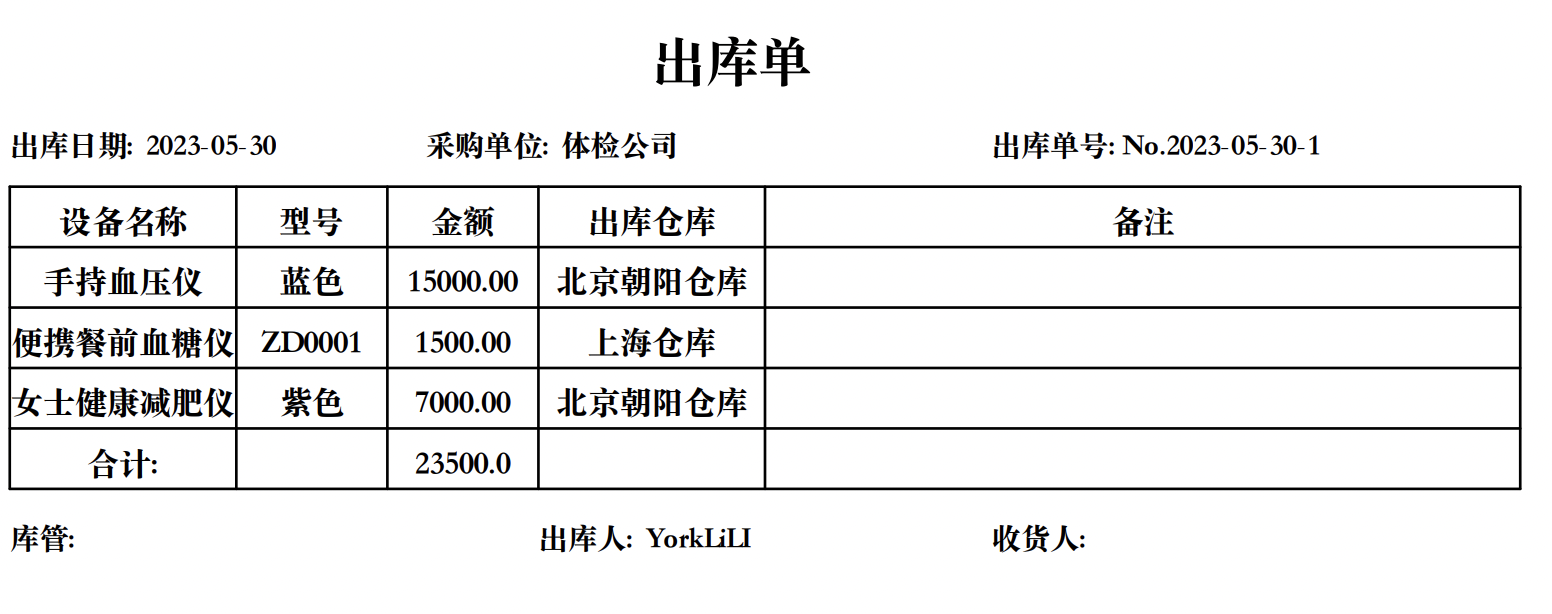 出库单
出库日期: 2023-05-30 采购单位: 体检公司 出库单号: No.2023-05-30-1
设备名称 型号 金额 出库仓库 备注
手持血压仪 蓝色 15000.00 北京朝阳仓库
便携餐前血糖仪 ZD0001 1500.00 上海仓库
女士健康减肥仪 紫色 7000.00 北京朝阳仓库
合计: 23500.0
库管: 出库人: YorkLiLI 收货人: